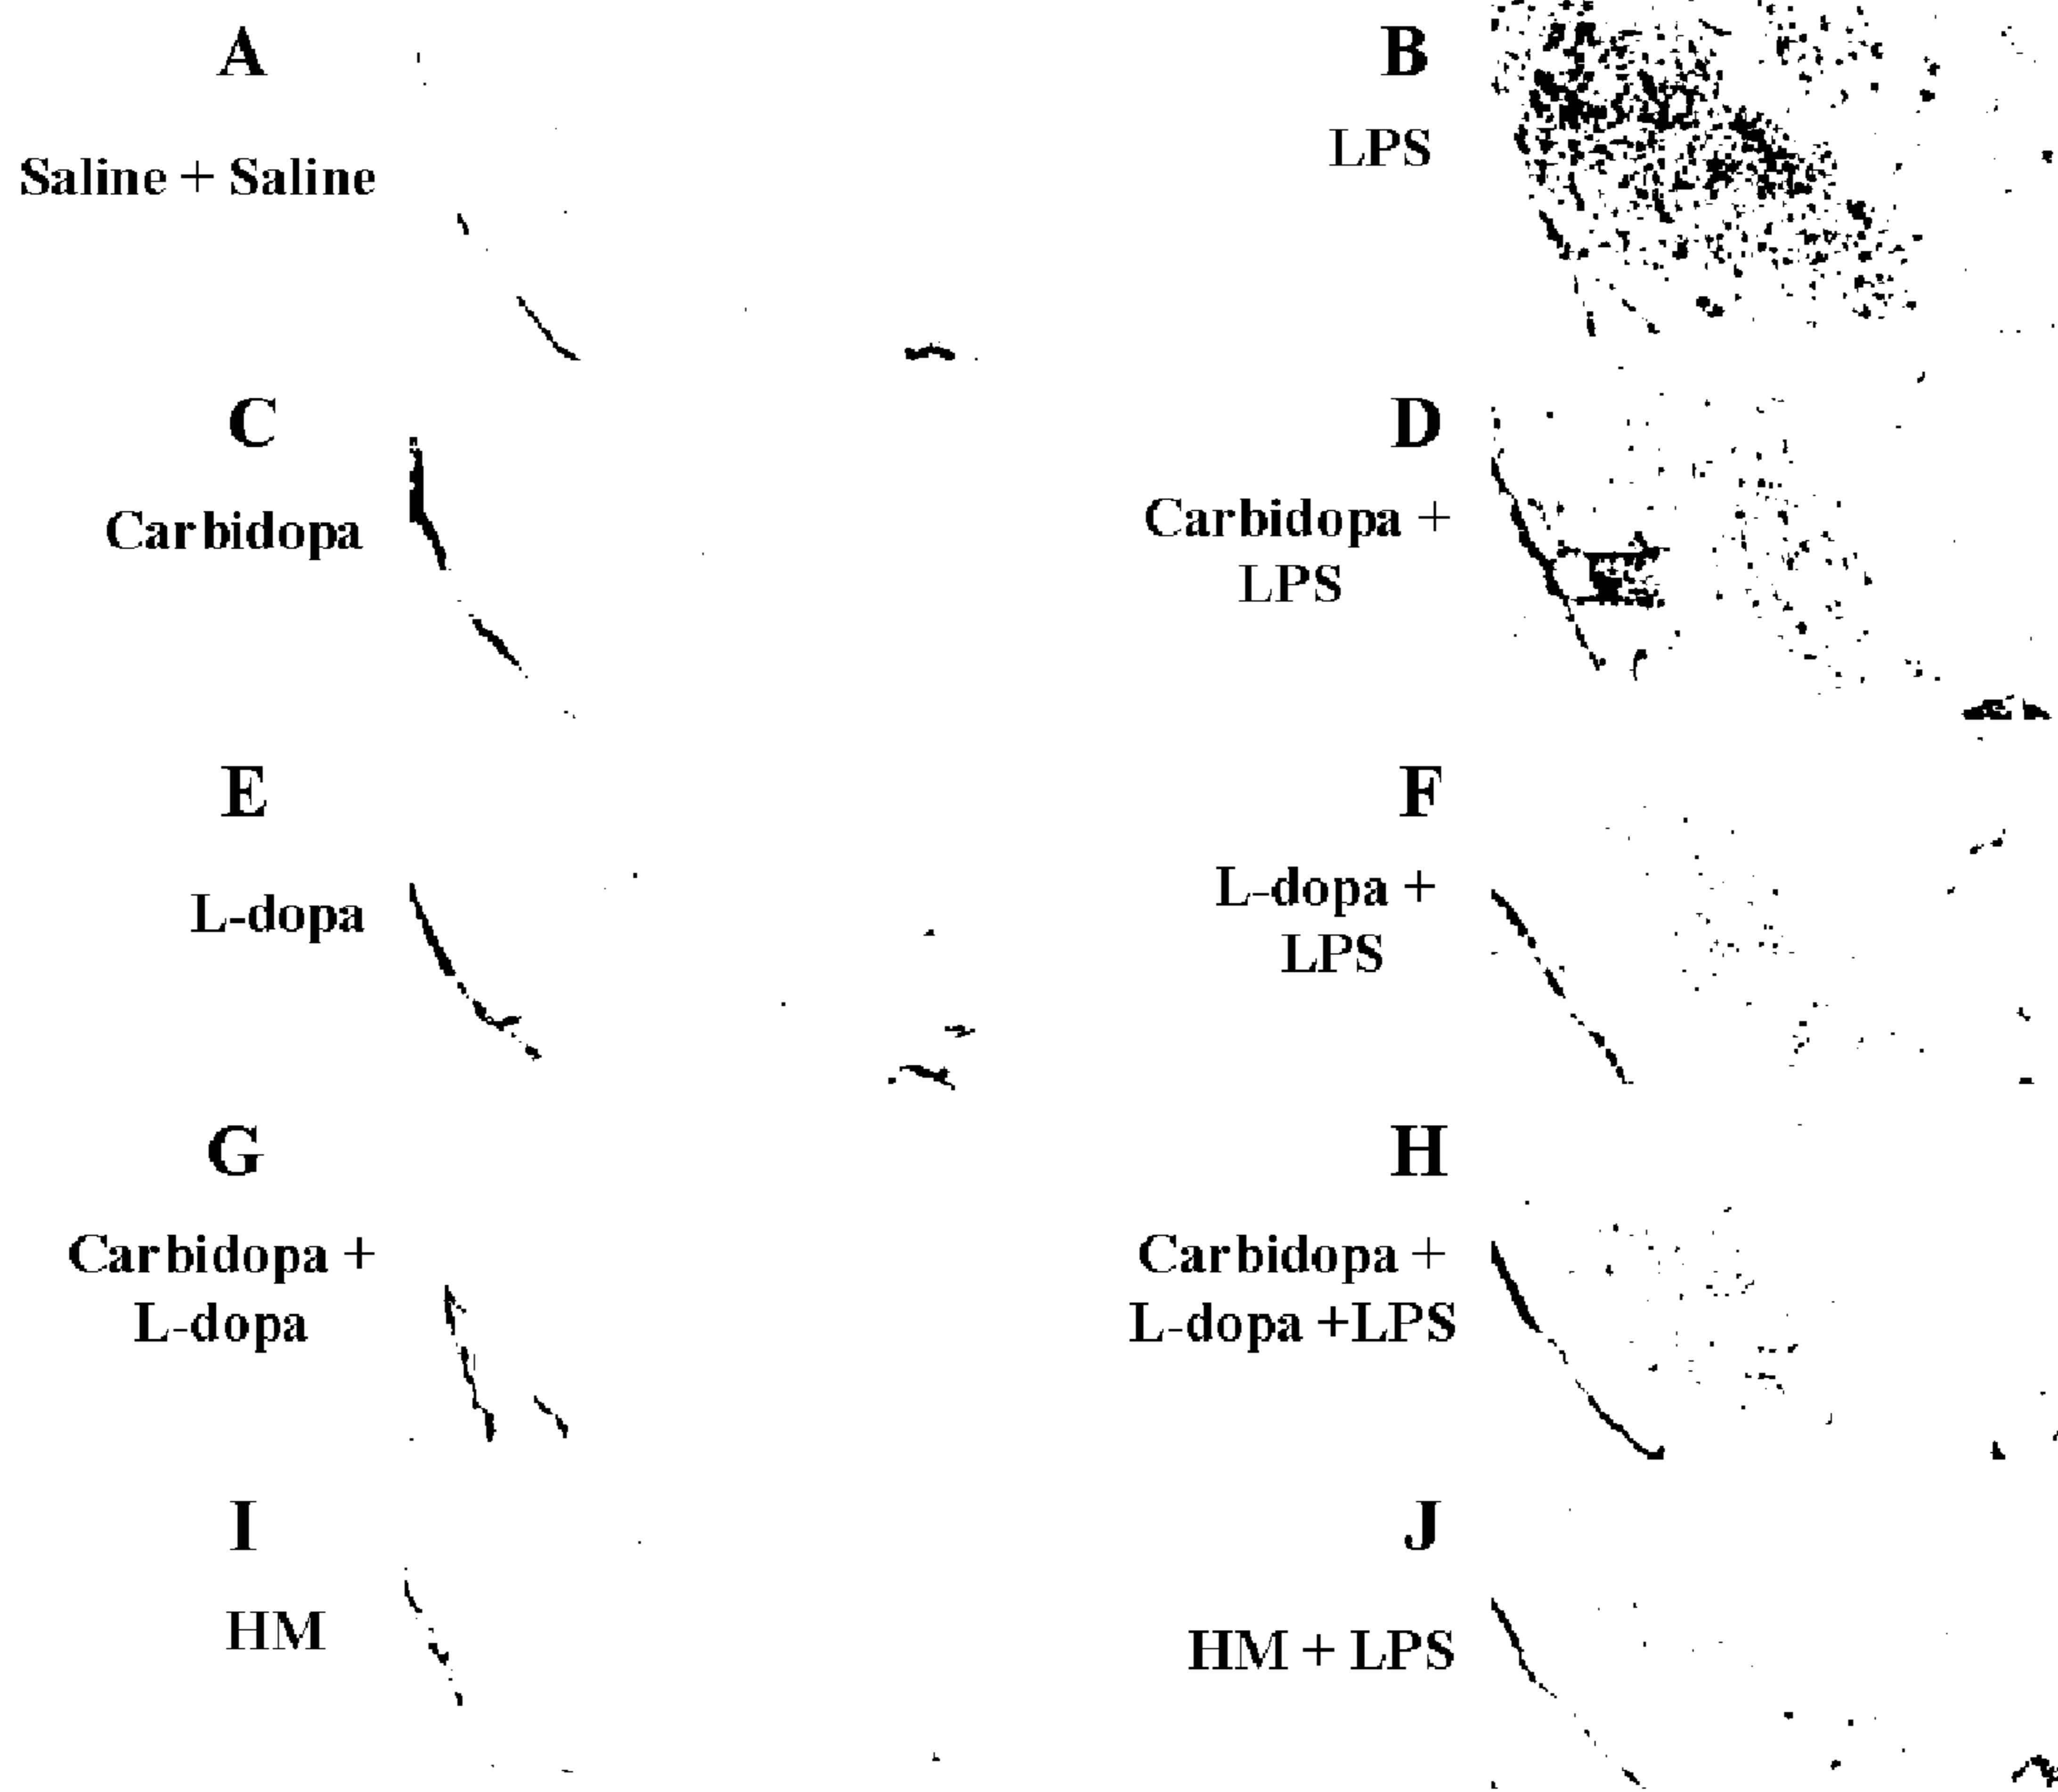 A
Saline + Saline
B
LPS
C
Carbidopa
D
Carbidopa +
LPS
E
L-dopa
F
L-dopa +
LPS
G
Carbidopa +
L-dopa
H
Carbidopa +
L-dopa +LPS
I
HM
J
HM + LPS